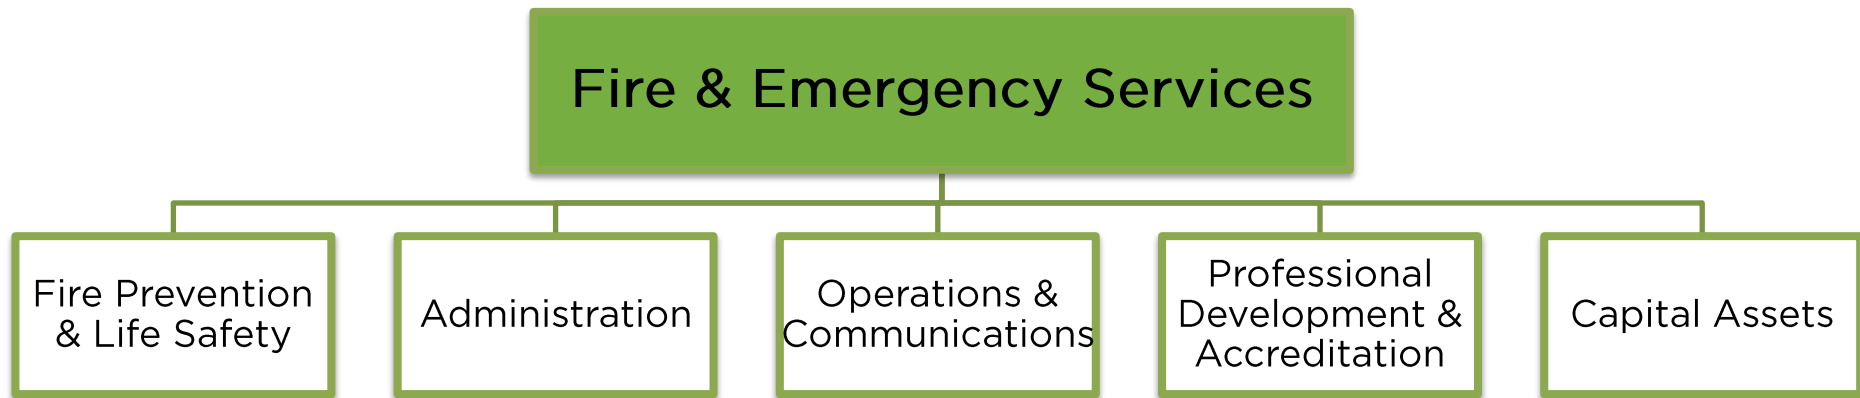 Fire & Emergency Services
Fire Prevention
& Life Safety
Administration
Operations &
Communications
Professional
Development &
Accreditation
Capital Assets